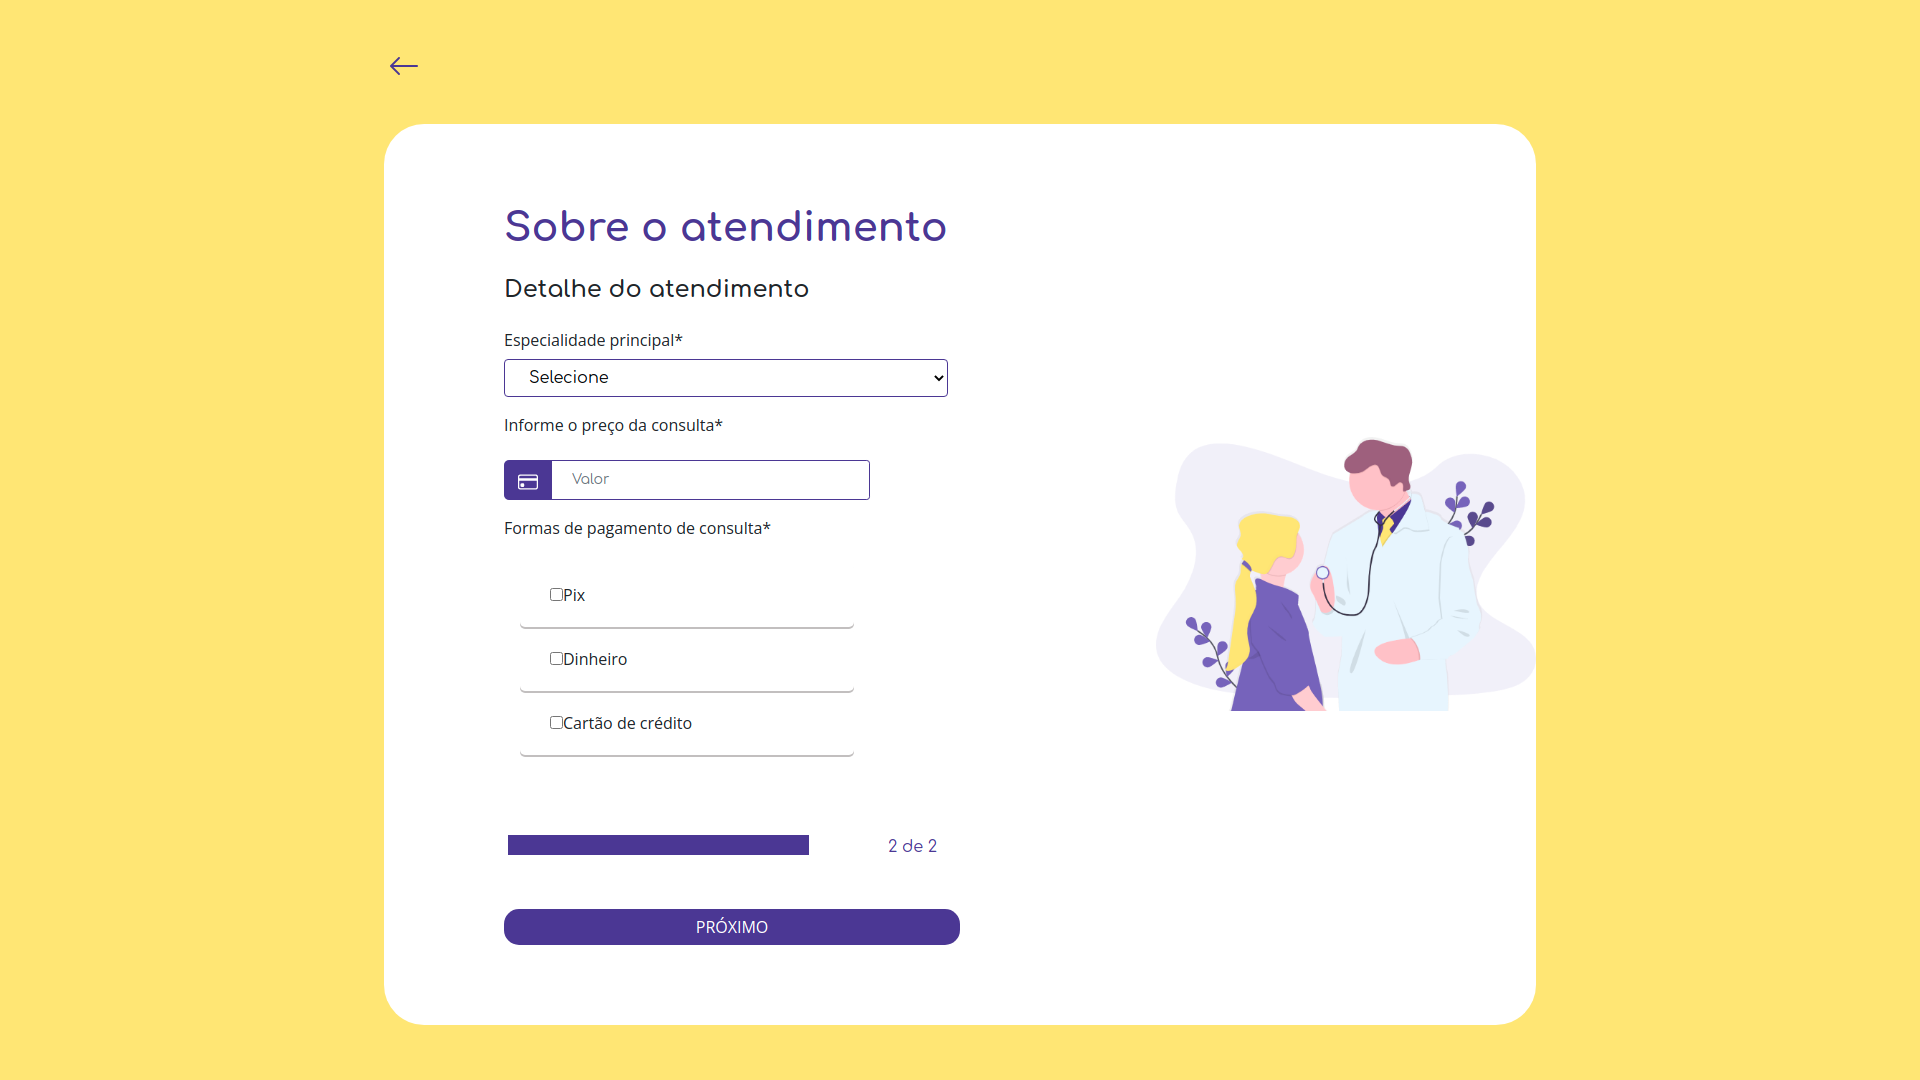 Sobre o atendimento
Detalhe do atendimento
Especialidade principal*
Selecione
Informe o preço da consulta*
Valor
Formas de pagamento de consulta*
Pix
Dinheiro
Cartão de crédito
2 de 2
PRÓXIMO